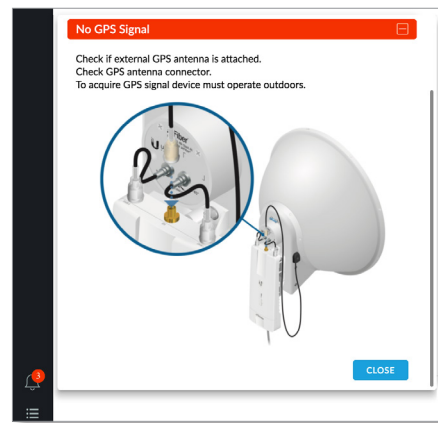 No GPS Signal
Check if external GPS antenna is attached.
Check GPS antenna connector.
To acquire GPS signal device must operate outdoors.
Fiber
CLOSE
3